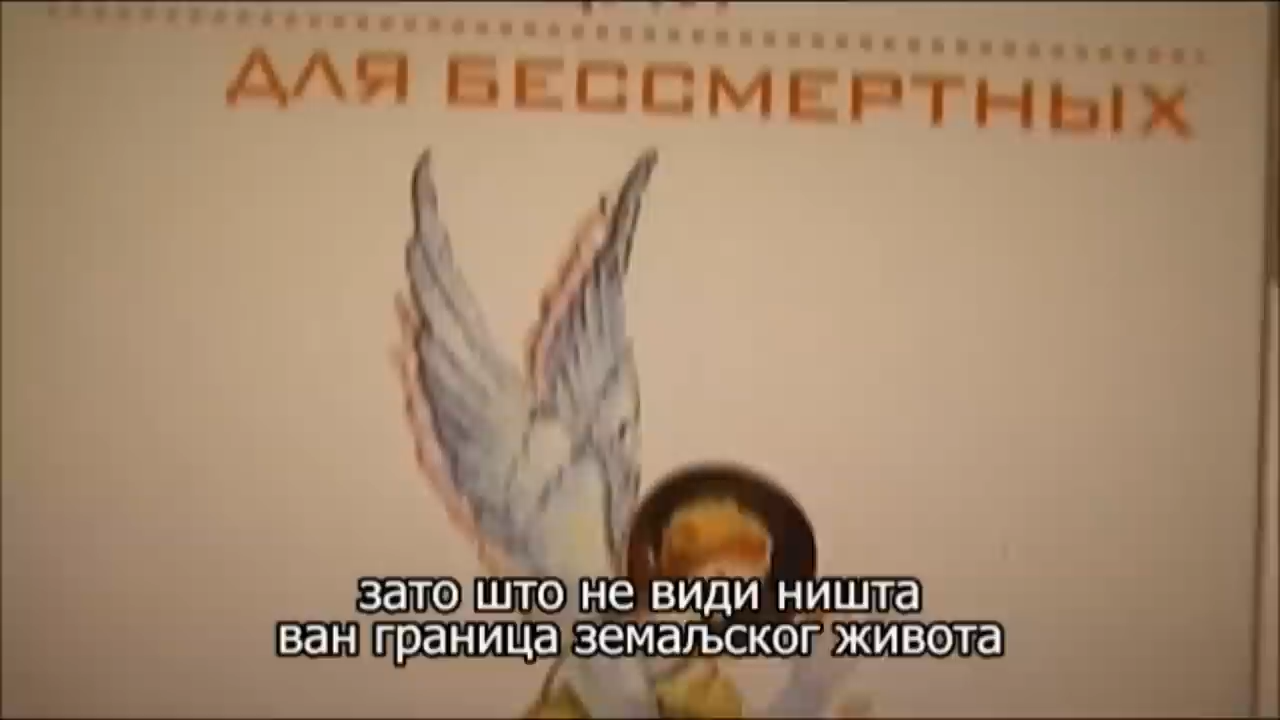 ДЛЯ БЕССМЕРТНЫХ
зато што не види ништа
ван граница земаљског живота